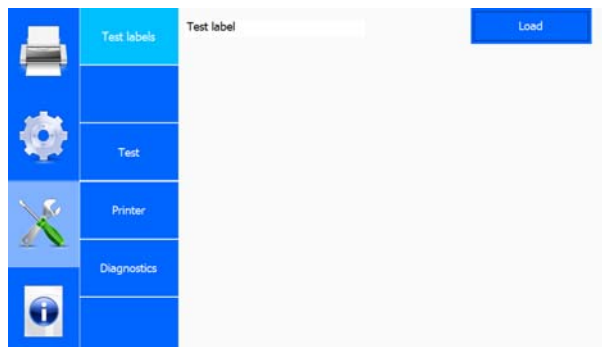 Test labels
Test label
Load
Test
Printer
Diagnostics